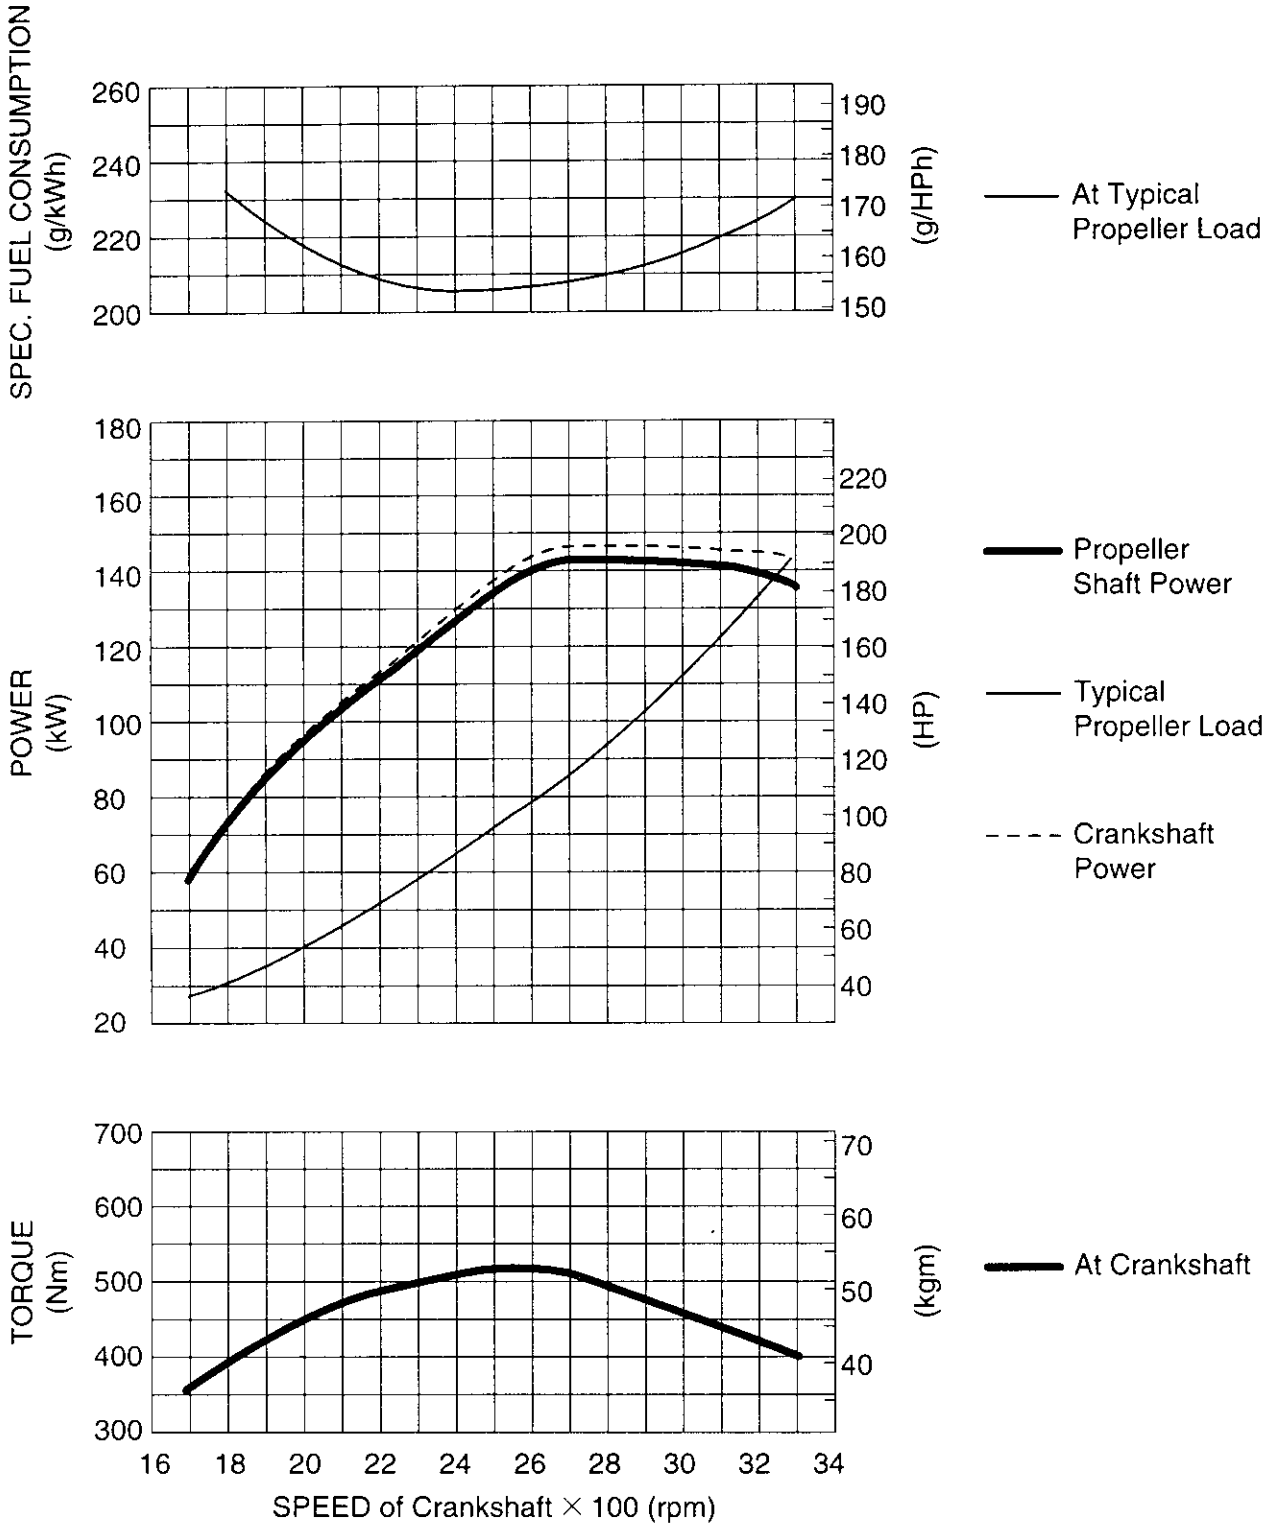 SPEC. FUEL CONSUMPTION
(g/kWh)
260
240
220
200
190
180
170
160
150
(g/HPh)
At Typical
Propeller Load
POWER
(kW)
180
160
140
120
100
80
60
40
20
220
200
180
160
140
120
100
80
60
40
(HP)
Propeller
Shaft Power
Typical
Propeller Load
Crankshaft
Power
TORQUE
(Nm)
700
600
500
400
300
70
60
50
40
(kgm)
At Crankshaft
16 18 20 22 24 26 28 30 32 34
SPEED of Crankshaft × 100 (rpm)